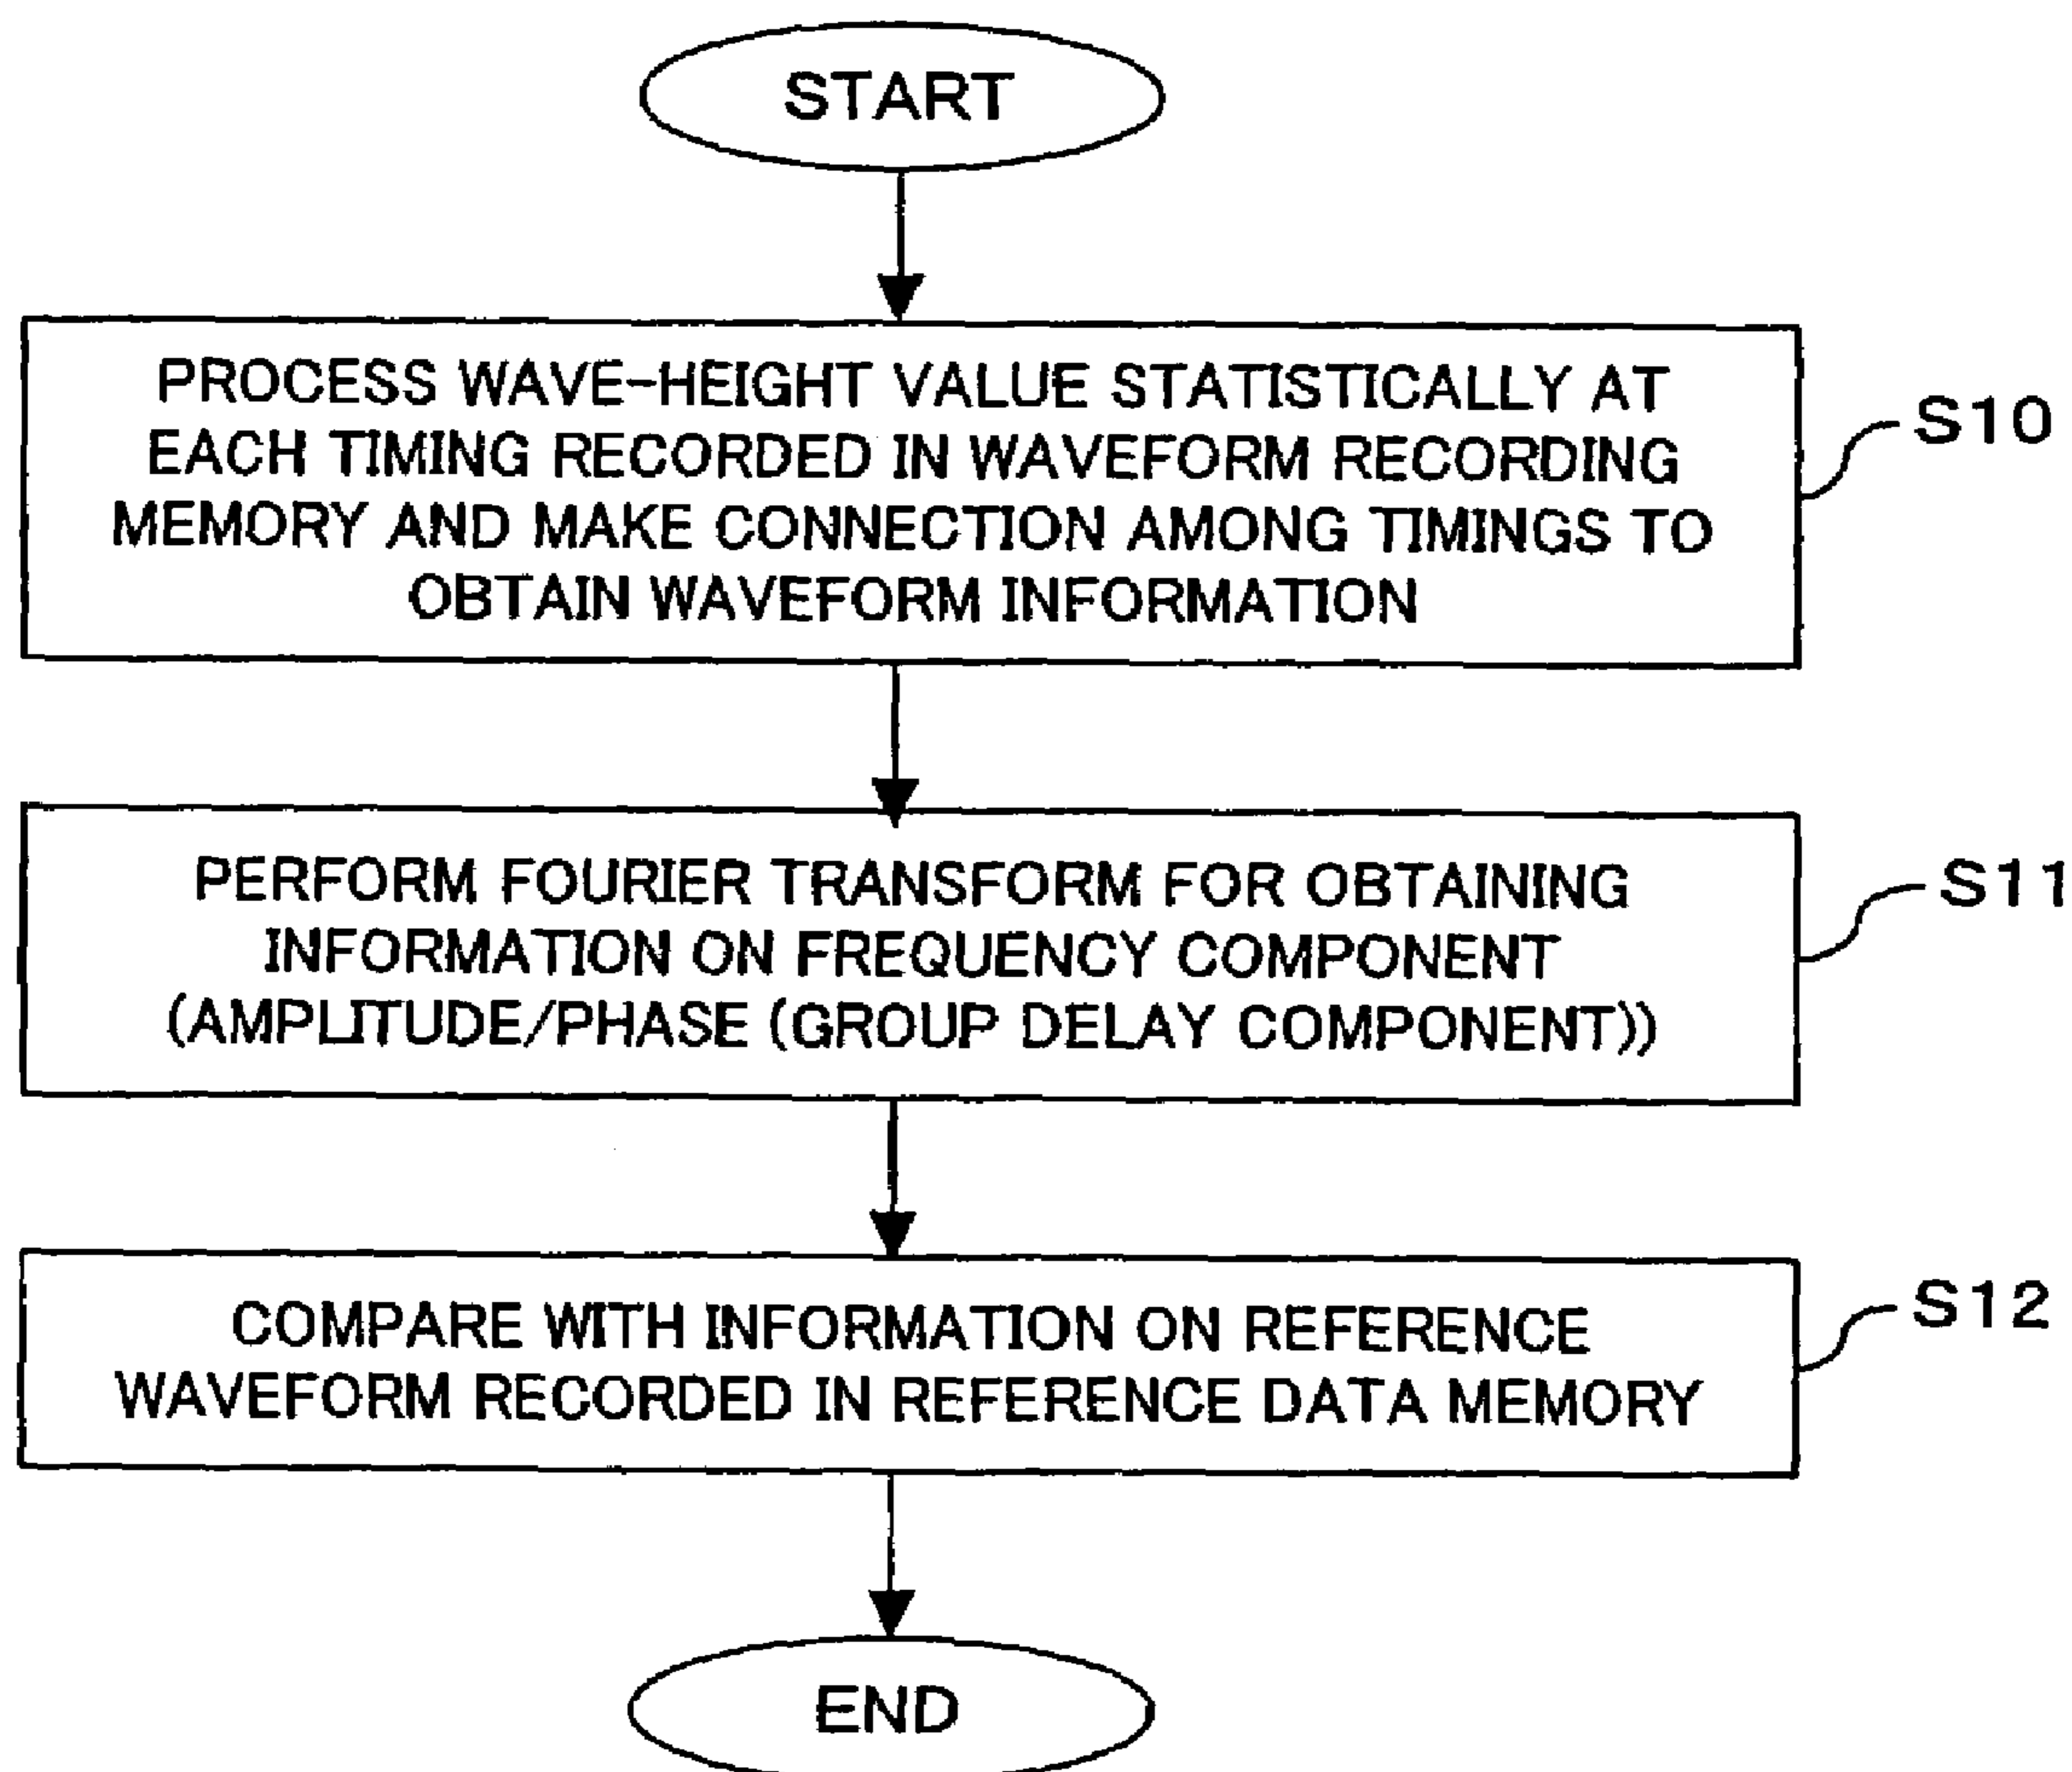 START
PROCESS WAVE-HEIGHT VALUE STATISTICALLY AT
EACH TIMING RECORDED IN WAVEFORM RECORDING
MEMORY AND MAKE CONNECTION AMONG TIMINGS TO
OBTAIN WAVEFORM INFORMATION
S10
PERFORM FOURIER TRANSFORM FOR OBTAINING
INFORMATION ON FREQUENCY COMPONENT
(AMPLITUDE/PHASE (GROUP DELAY COMPONENT))
S11
COMPARE WITH INFORMATION ON REFERENCE
WAVEFORM RECORDED IN REFERENCE DATA MEMORY
S12
END